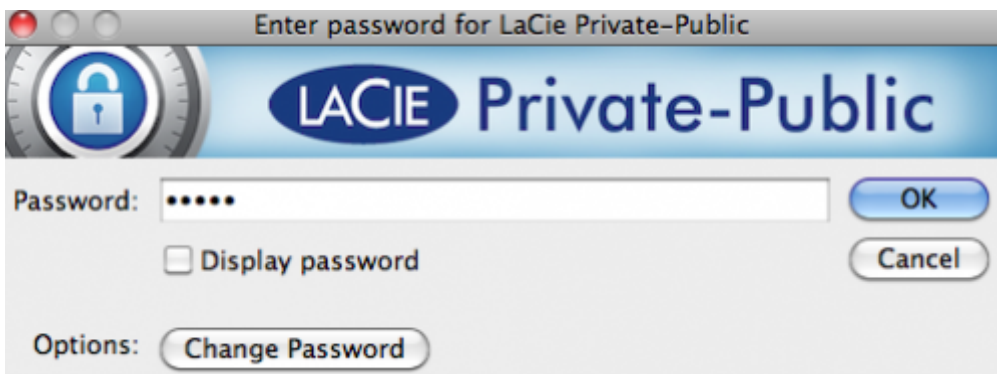 Enter password for LaCie Private-Public
LACIE Private-Public
Password: ••••• OK
Display password Cancel
Options: Change Password